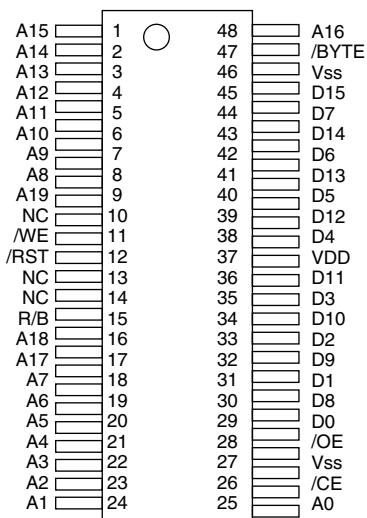 A15 1 48 A16
A14 2 47 /BYTE
A13 3 46 Vss
A12 4 45 D15
A11 5 44 D7
A10 6 43 D14
A9 7 42 D6
A8 8 41 D13
A19 9 40 D5
NC 10 39 D12
/WE 11 38 D4
/RST 12 37 VDD
NC 13 36 D11
NC 14 35 D3
R/B 15 34 D10
A18 16 33 D2
A17 17 32 D9
A7 18 31 D1
A6 19 30 D8
A5 20 29 D0
A4 21 28 /OE
A3 22 27 Vss
A2 23 26 /CE
A1 24 25 A0